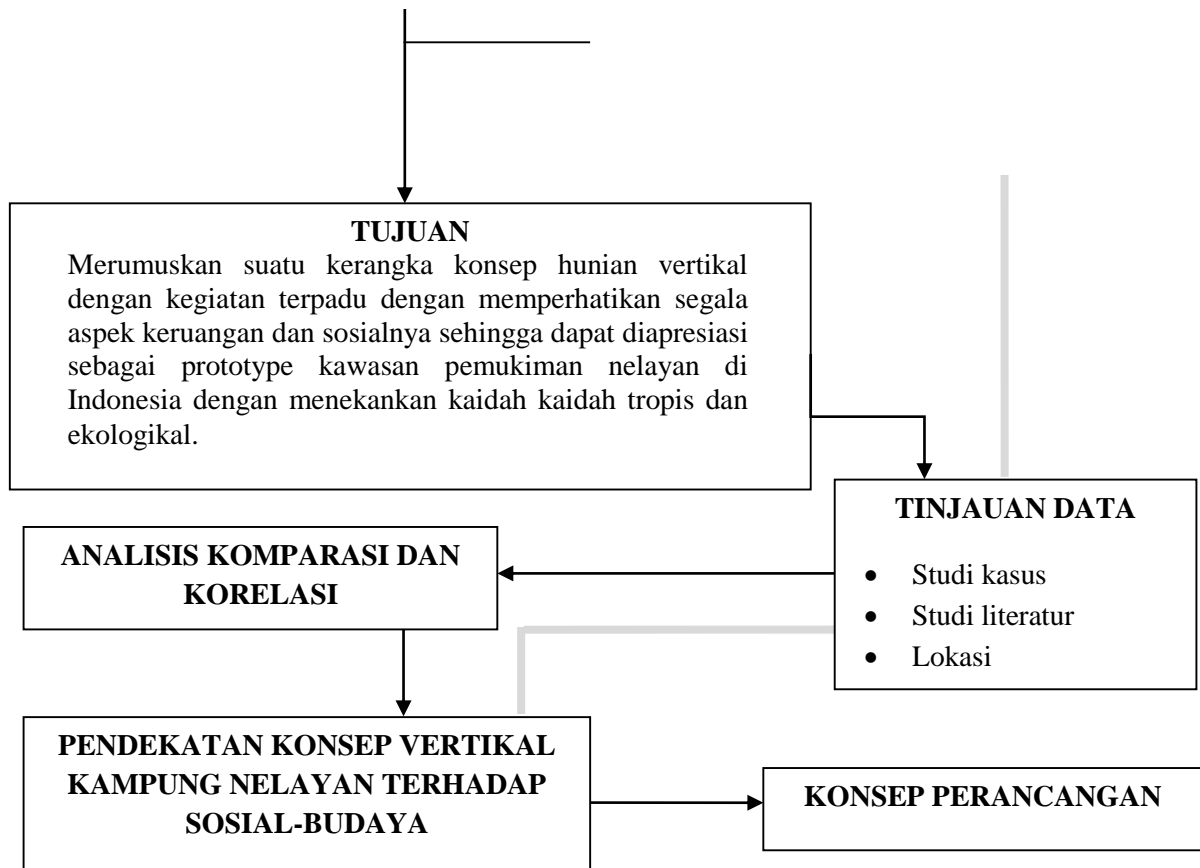 TUJUAN
Merumuskan suatu kerangka konsep hunian vertikal
dengan kegiatan terpadu dengan memperhatikan segala
aspek keruangan dan sosialnya sehingga dapat diapresiasi
sebagai prototype kawasan pemukiman nelayan di
Indonesia dengan menekankan kaidah kaidah tropis dan
ekologikal.
TINJAUAN DATA
• Studi kasus
• Studi literatur
• Lokasi
ANALISIS KOMPARASI DAN
KORELASI
PENDEKATAN KONSEP VERTIKAL
KAMPUNG NELAYAN TERHADAP
SOSIAL-BUDAYA
KONSEP PERANCANGAN